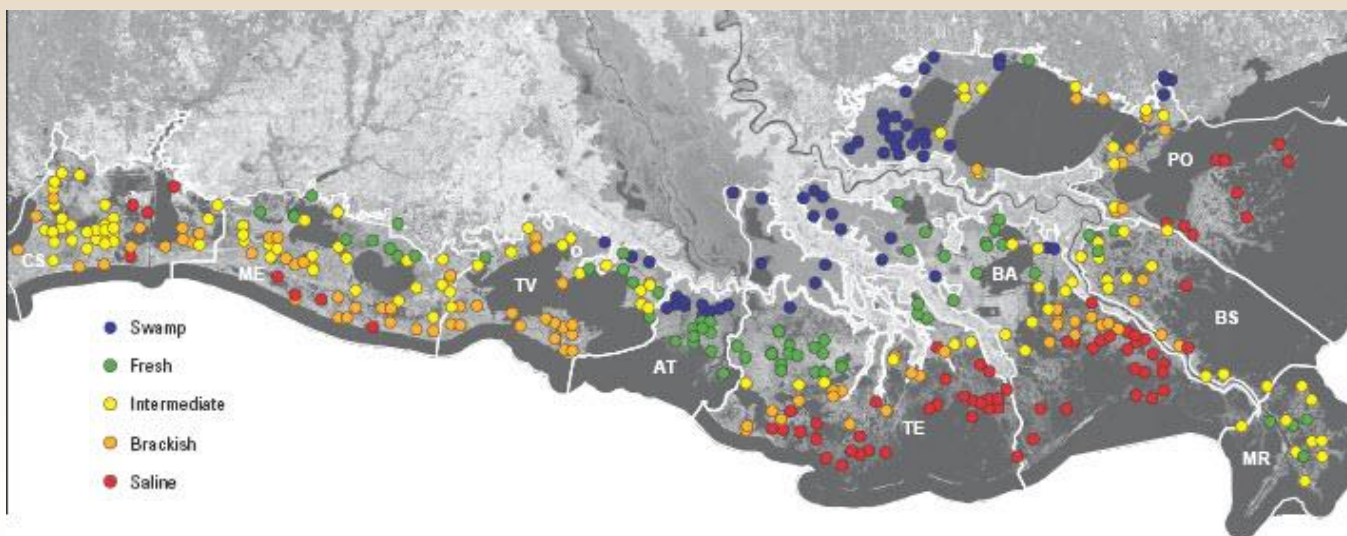 PO
CS
ME
TV
BA
BS
AT
TE
MR
Swamp
Fresh
Intermediate
Brackish
Saline